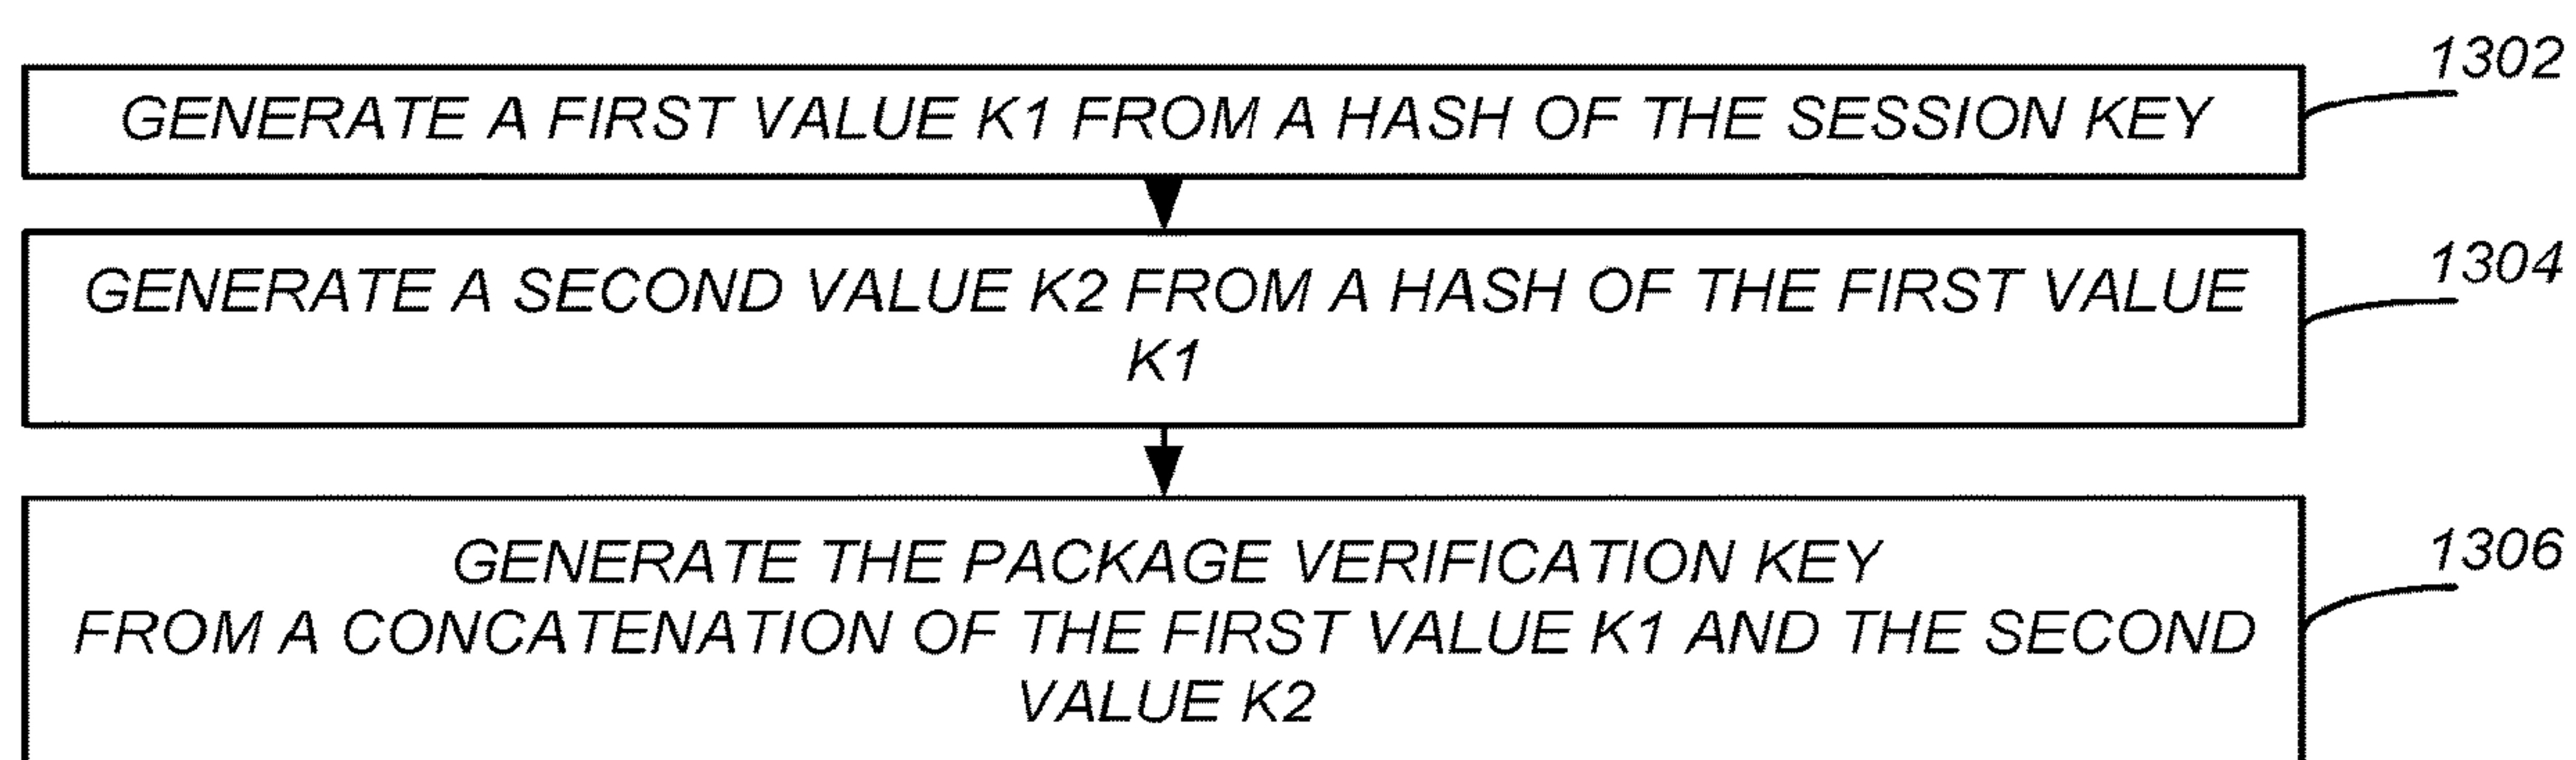 1302
GENERATE A FIRST VALUE K1 FROM A HASH OF THE SESSION KEY
1304
GENERATE A SECOND VALUE K2 FROM A HASH OF THE FIRST VALUE
K1
1306
GENERATE THE PACKAGE VERIFICATION KEY
FROM A CONCATENATION OF THE FIRST VALUE K1 AND THE SECOND
VALUE K2